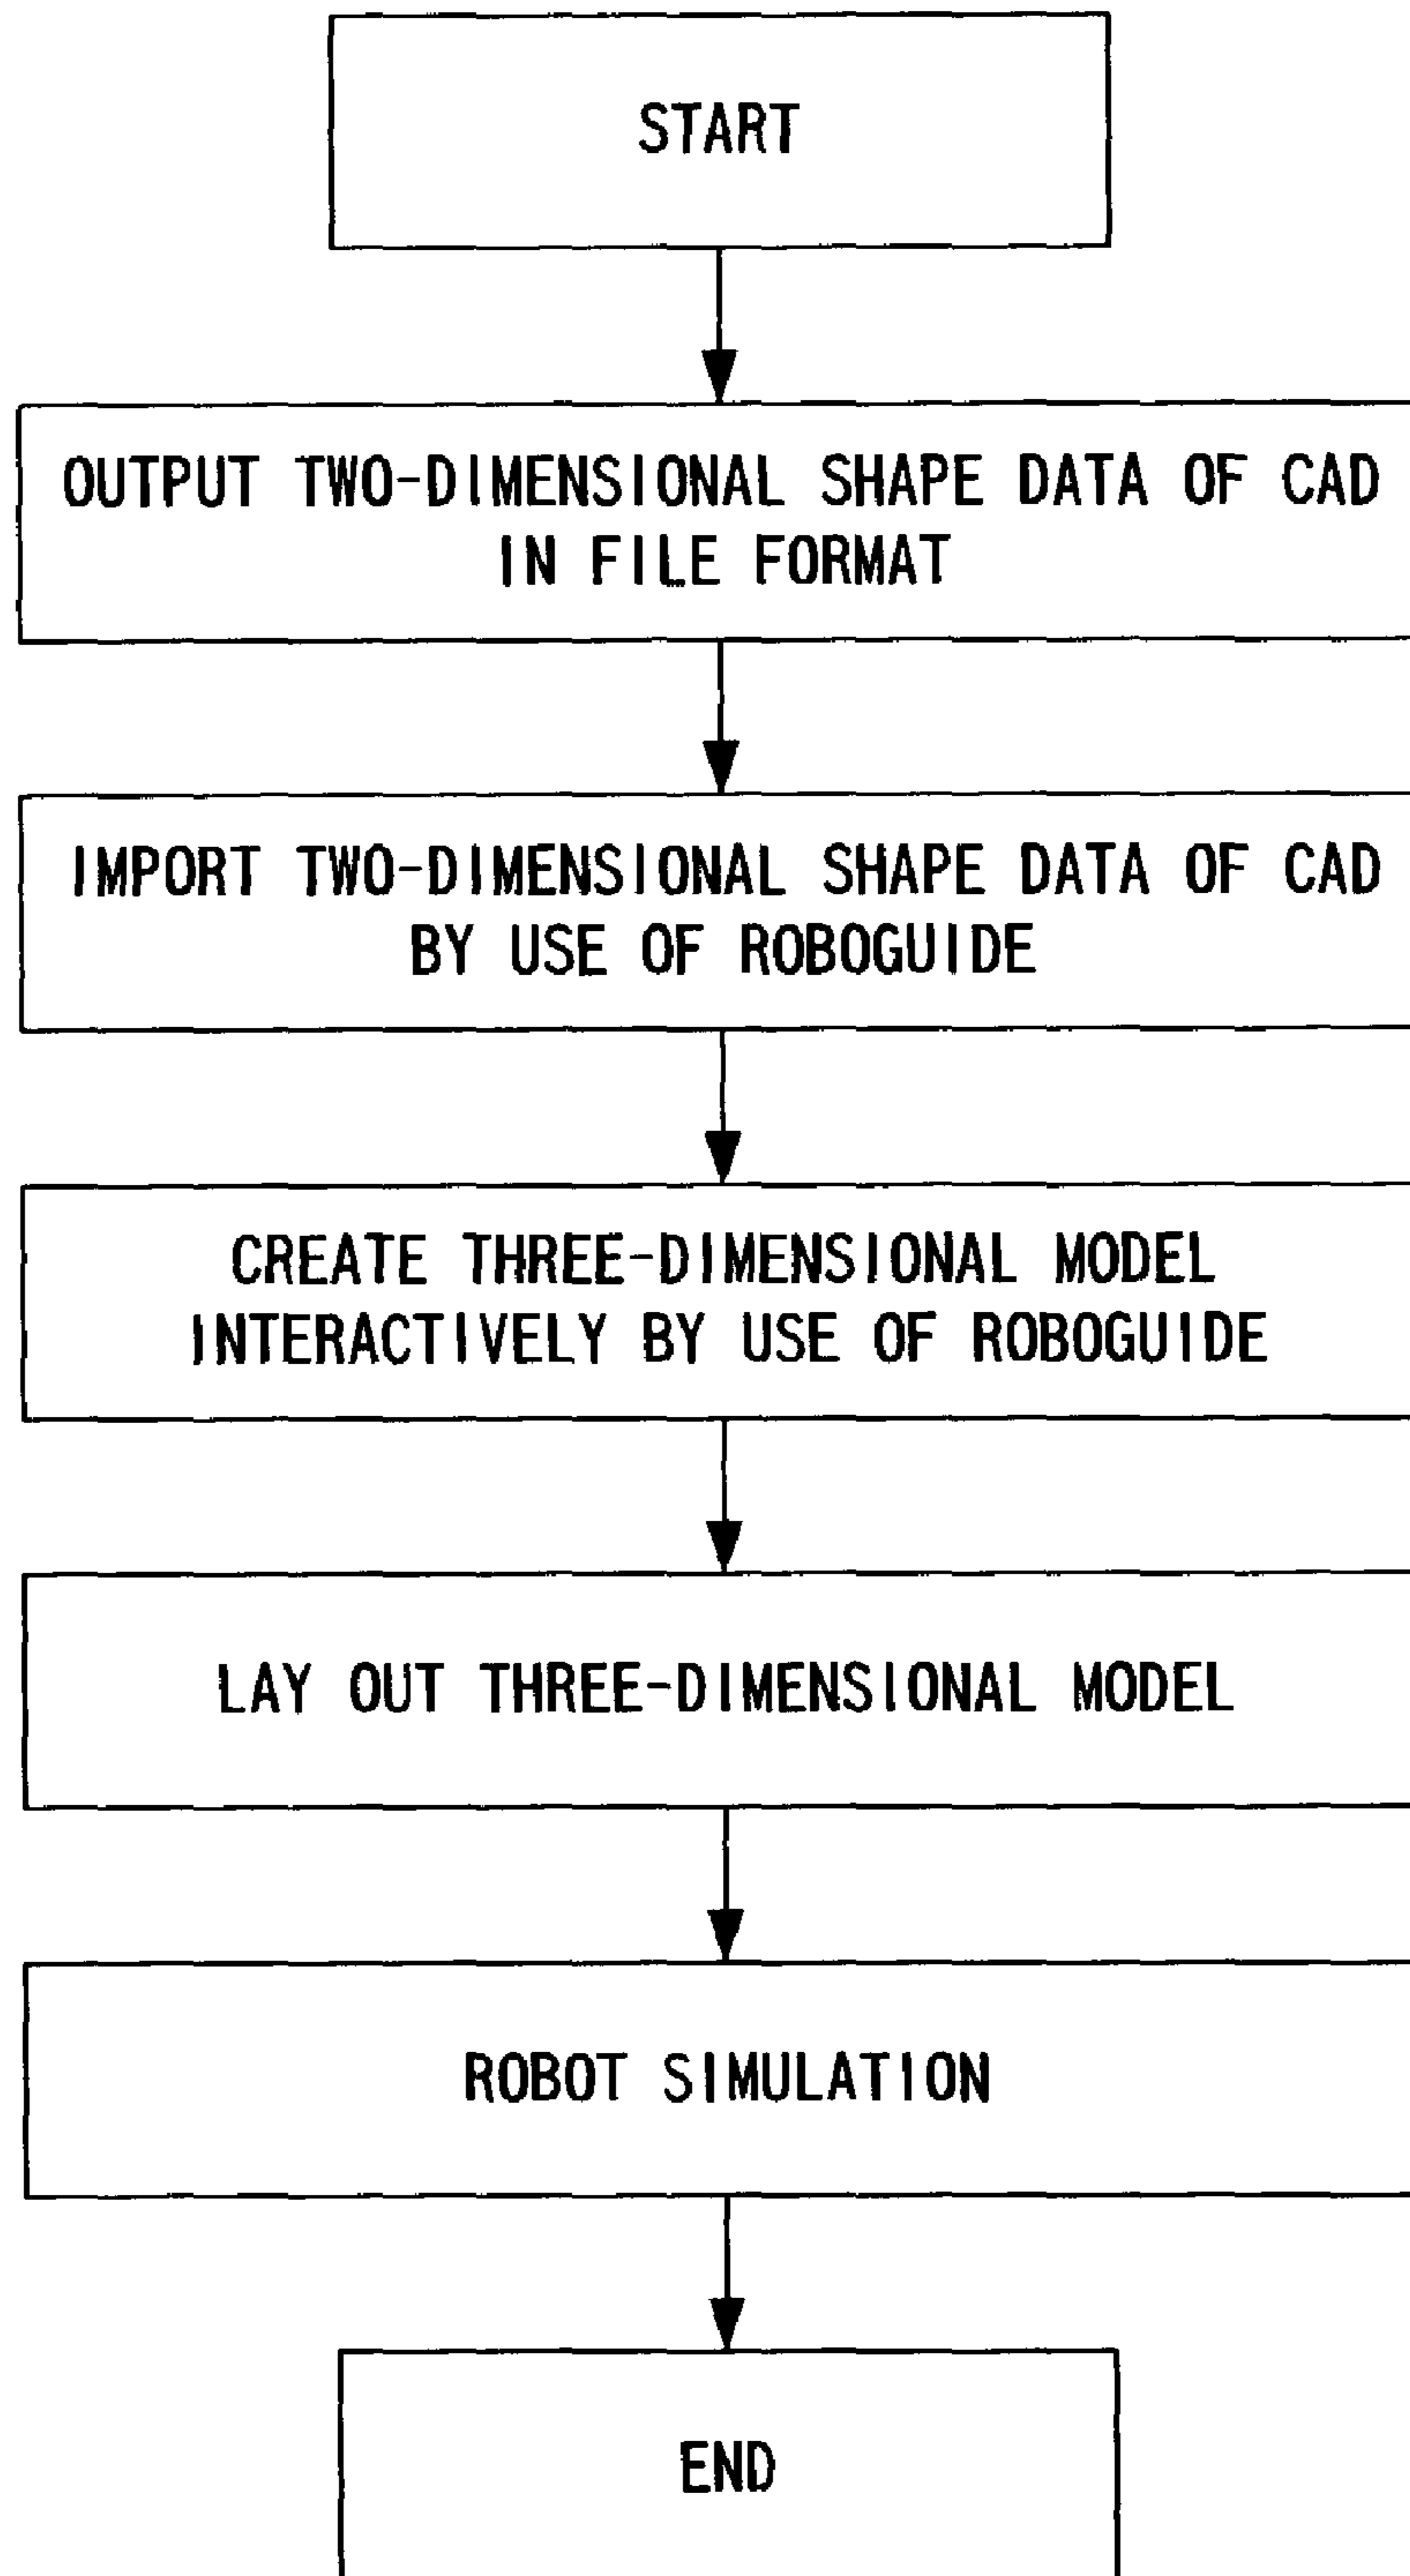 START
OUTPUT TWO-DIMENSIONAL SHAPE DATA OF CAD
IN FILE FORMAT
IMPORT TWO-DIMENSIONAL SHAPE DATA OF CAD
BY USE OF ROBOGUIDE
CREATE THREE-DIMENSIONAL MODEL
INTERACTIVELY BY USE OF ROBOGUIDE
LAY OUT THREE-DIMENSIONAL MODEL
ROBOT SIMULATION
END